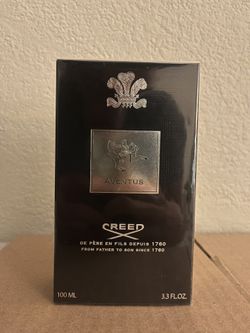 AVENTUS
CREED
DE PÈRE EN FILS DEPUIS 1760
FROM FATHER TO SON SINCE 1760
100 ML 3.3 FL.OZ.